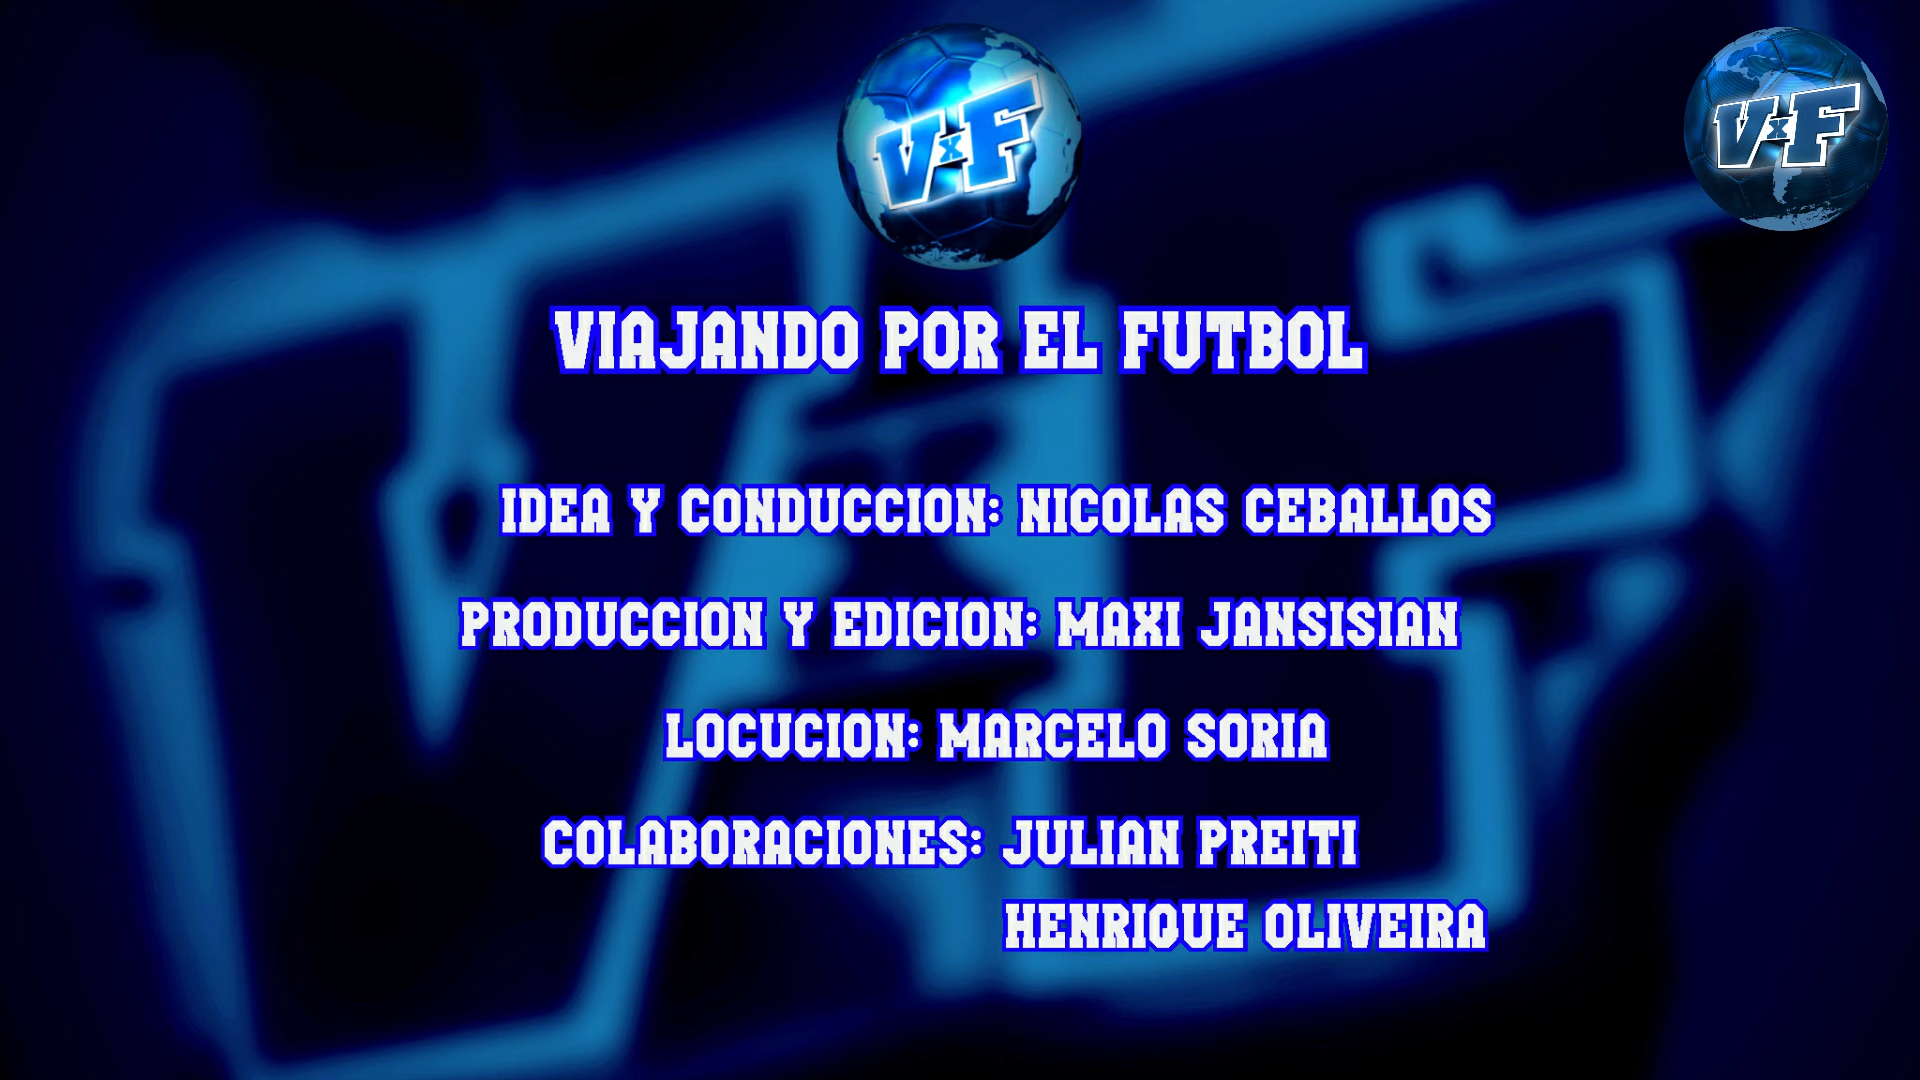 VxF
VxF
VIAJANDO POR EL FUTBOL
IDEA Y CONDUCCION: NICOLAS CEBALLOS
PRODUCCION Y EDICION: MAXI JANSISIAN
LOCUCION: MARCELO SORIA
COLABORACIONES: JULIAN PREITI
HENRIQUE OLIVEIRA